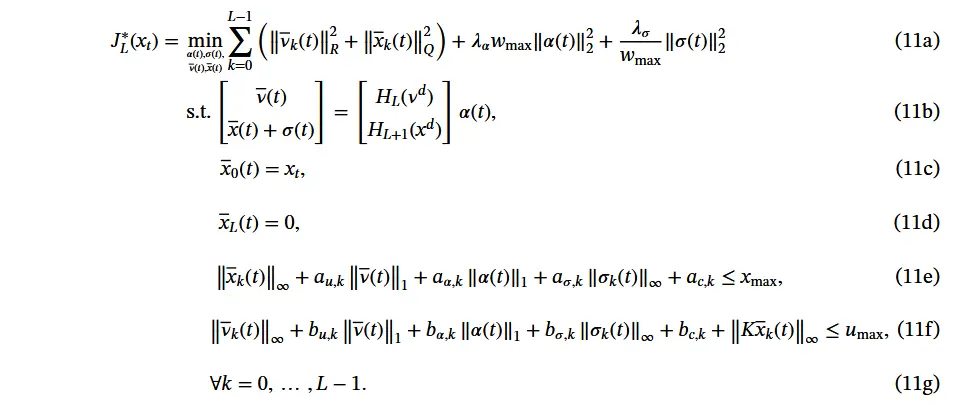 J*_L(x_t) = min_{α(t),σ(t), ν̅(t),x̅(t)} ∑_{k=0}^{L−1} (‖ν̅_k(t)‖²_R + ‖x̅_k(t)‖²_Q) + λ_α w_max ‖α(t)‖²_2 + λ_σ/w_max ‖σ(t)‖²_2 (11a)
s.t. [ν̅(t); x̅(t) + σ(t)] = [H_L(ν^d); H_{L+1}(x^d)] α(t), (11b)
x̅_0(t) = x_t, (11c)
x̅_L(t) = 0, (11d)
‖x̅_k(t)‖_∞ + a_{u,k} ‖ν̅(t)‖_1 + a_{α,k} ‖α(t)‖_1 + a_{σ,k} ‖σ_k(t)‖_∞ + a_{c,k} ≤ x_max, (11e)
‖ν̅_k(t)‖_∞ + b_{u,k} ‖ν̅(t)‖_1 + b_{α,k} ‖α(t)‖_1 + b_{σ,k} ‖σ_k(t)‖_∞ + b_{c,k} + ‖Kx̅_k(t)‖_∞ ≤ u_max, (11f)
∀k = 0, … , L − 1. (11g)